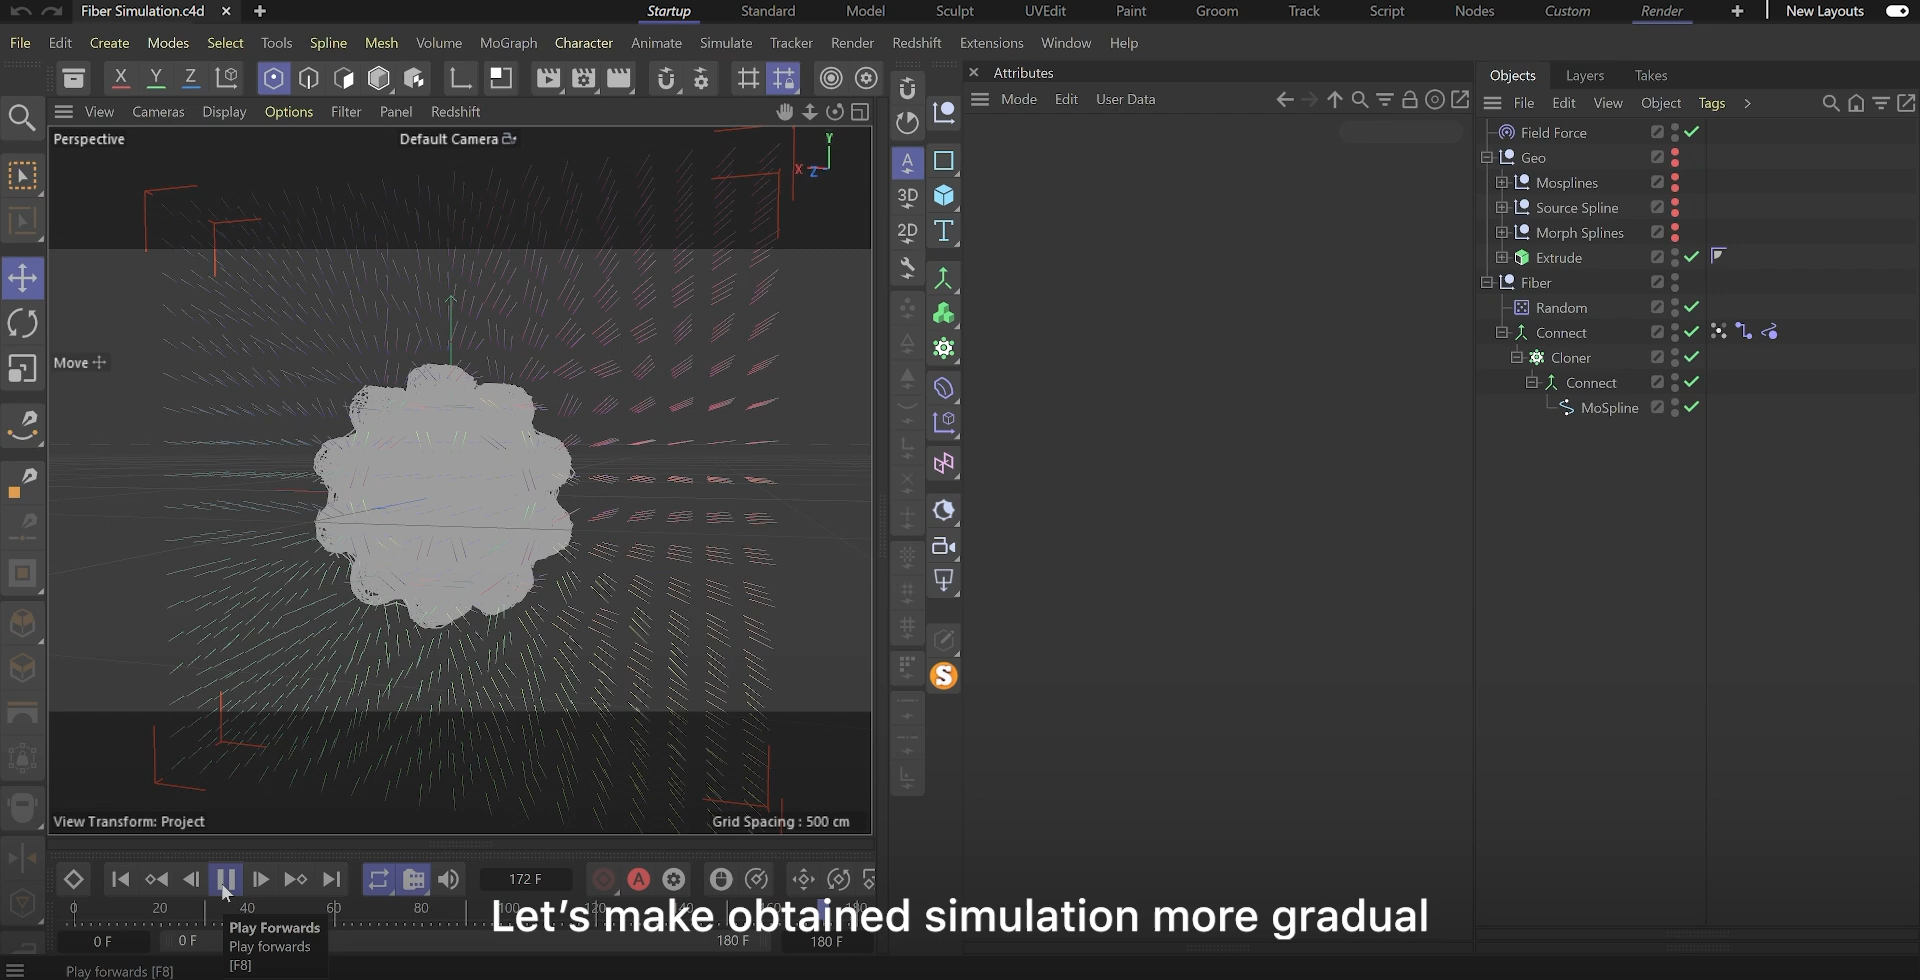 Fiber Simulation.c4d
Startup Standard Model Sculpt UVEdit Paint Groom Track Script Nodes Custom Render New Layouts
File Edit Create Modes Select Tools Spline Mesh Volume MoGraph Character Animate Simulate Tracker Render Redshift Extensions Window Help
X Y Z
Attributes
Objects Layers Takes
Mode Edit User Data
File Edit View Object Tags
View Cameras Display Options Filter Panel Redshift
Perspective
Default Camera
Y
X Z
A
3D
2D
T
Field Force
Geo
Mosplines
Source Spline
Morph Splines
Extrude
Fiber
Random
Connect
Cloner
Connect
MoSpline
Move
S
View Transform: Project
Grid Spacing : 500 cm
172 F
A
0 20 40 60 80 100 120 180
Let's make obtained simulation more gradual
0 F 0 F 180 F 180 F
Play Forwards
Play forwards
[F8]
Play forwards [F8]